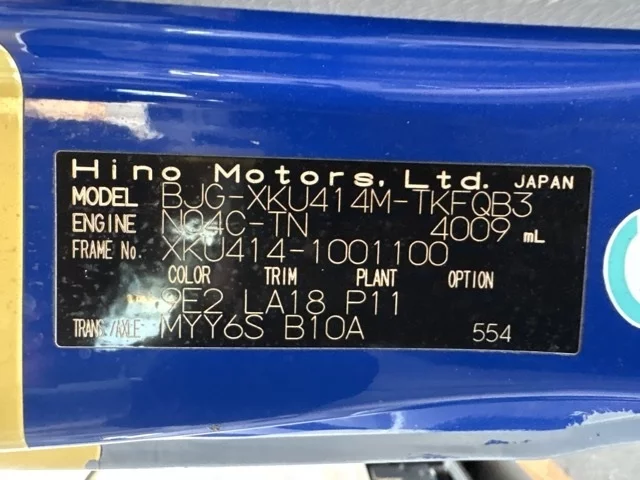 Hino Motors, Ltd. JAPAN
MODEL BJG-XKU414M-TKFQB3
ENGINE N04C-TN 4009 mL
FRAME No. XKU414-1001100
COLOR TRIM PLANT OPTION
9E2 LA18 P11
TRANS./AXLE MYY6S B10A 554